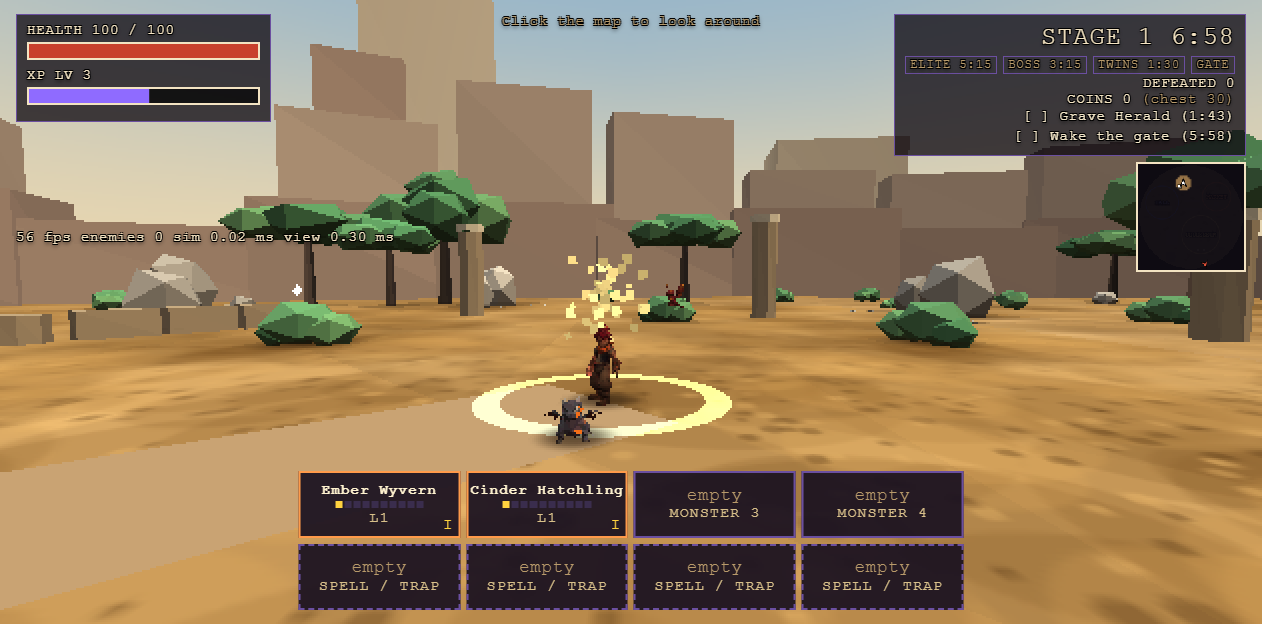 HEALTH 100 / 100
XP LV 3
Click the map to look around
STAGE 1 6:58
ELITE 5:15 BOSS 3:15 TWINS 1:30 GATE
DEFEATED 0
COINS 0 (chest 30)
[ ] Grave Herald (1:43)
[ ] Wake the gate (5:58)
56 fps enemies 0 sim 0.02 ms view 0.30 ms
Ember Wyvern
L1
I
Cinder Hatchling
L1
I
empty
MONSTER 3
empty
MONSTER 4
empty
SPELL / TRAP
empty
SPELL / TRAP
empty
SPELL / TRAP
empty
SPELL / TRAP